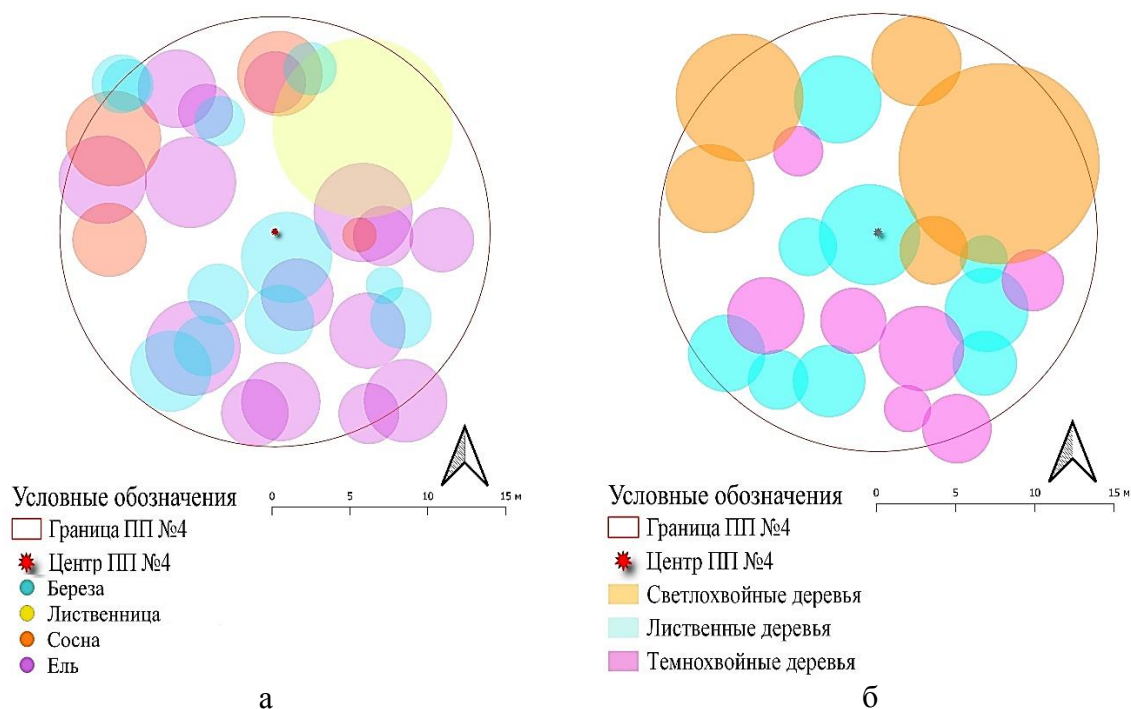 0 5 10 15 м
Условные обозначения
Граница ПП №4
Центр ПП №4
Береза
Лиственница
Сосна
Ель
а
0 5 10 15 м
Условные обозначения
Граница ПП №4
Центр ПП №4
Светлохвойные деревья
Лиственные деревья
Темнохвойные деревья
б